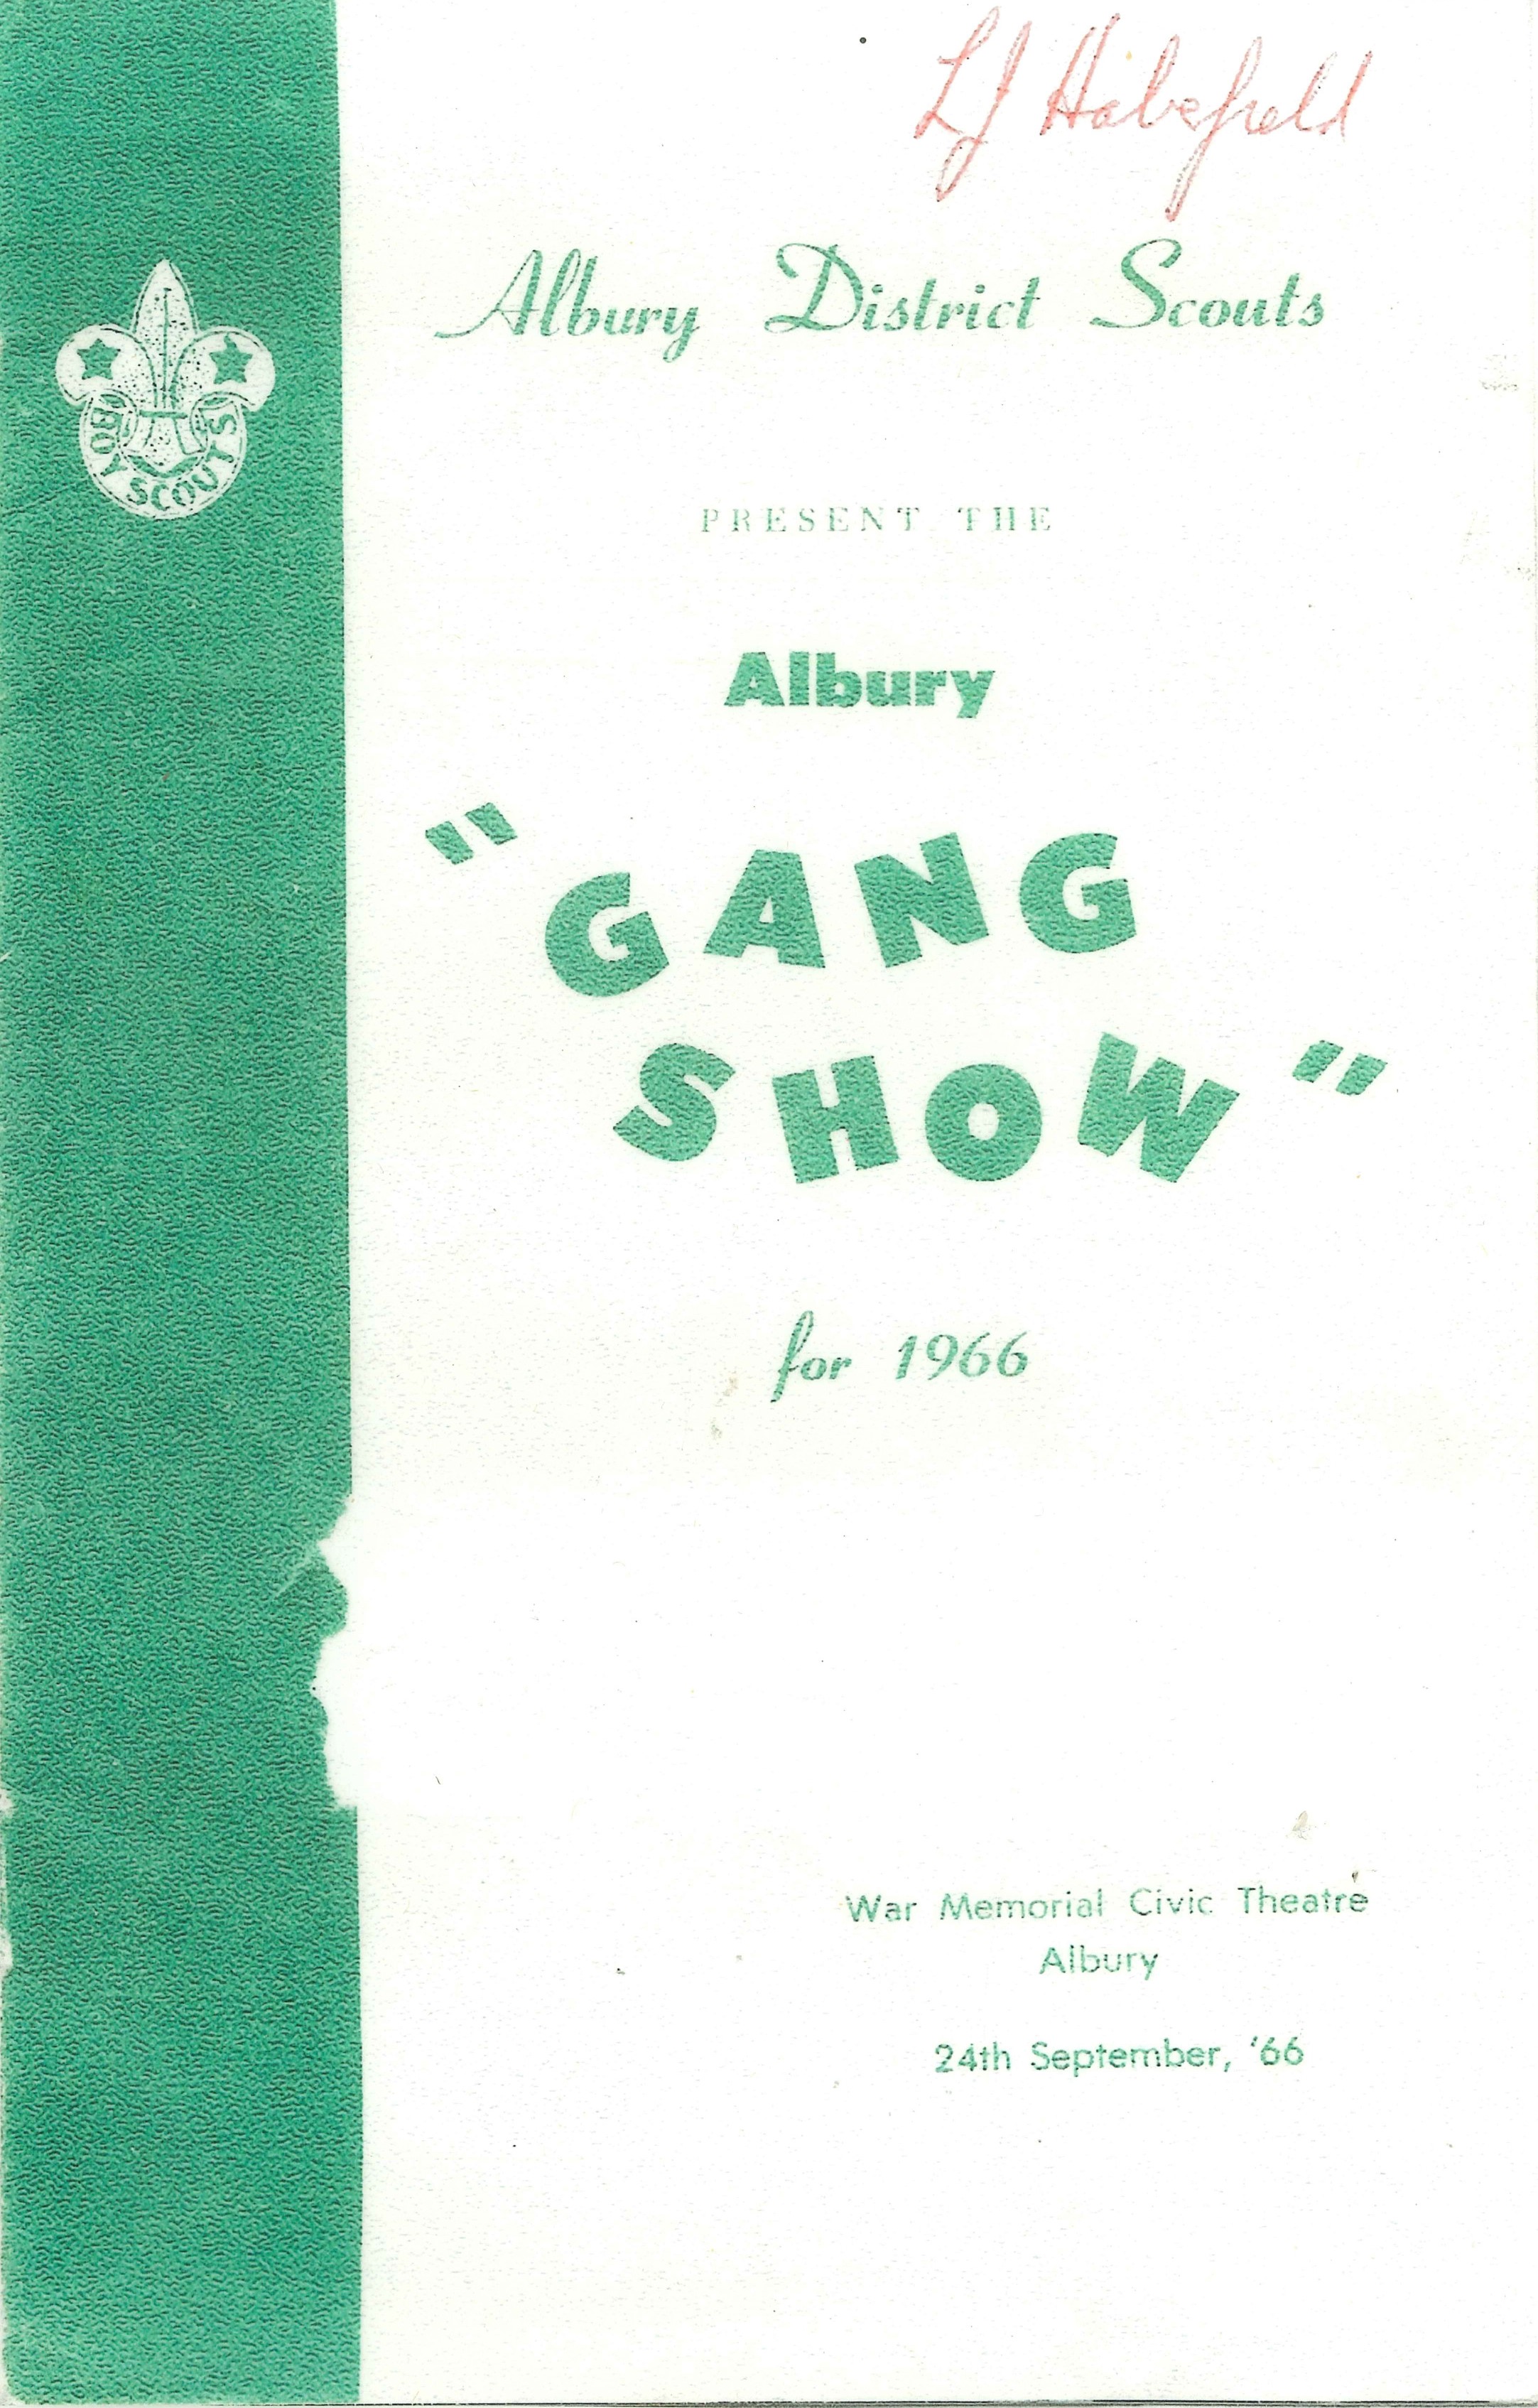 LJ Habefield
Albury District Scouts
BOY SCOUTS
PRESENT THE
Albury
"GANG
SHOW"
for 1966
War Memorial Civic Theatre
Albury
24th September, '66